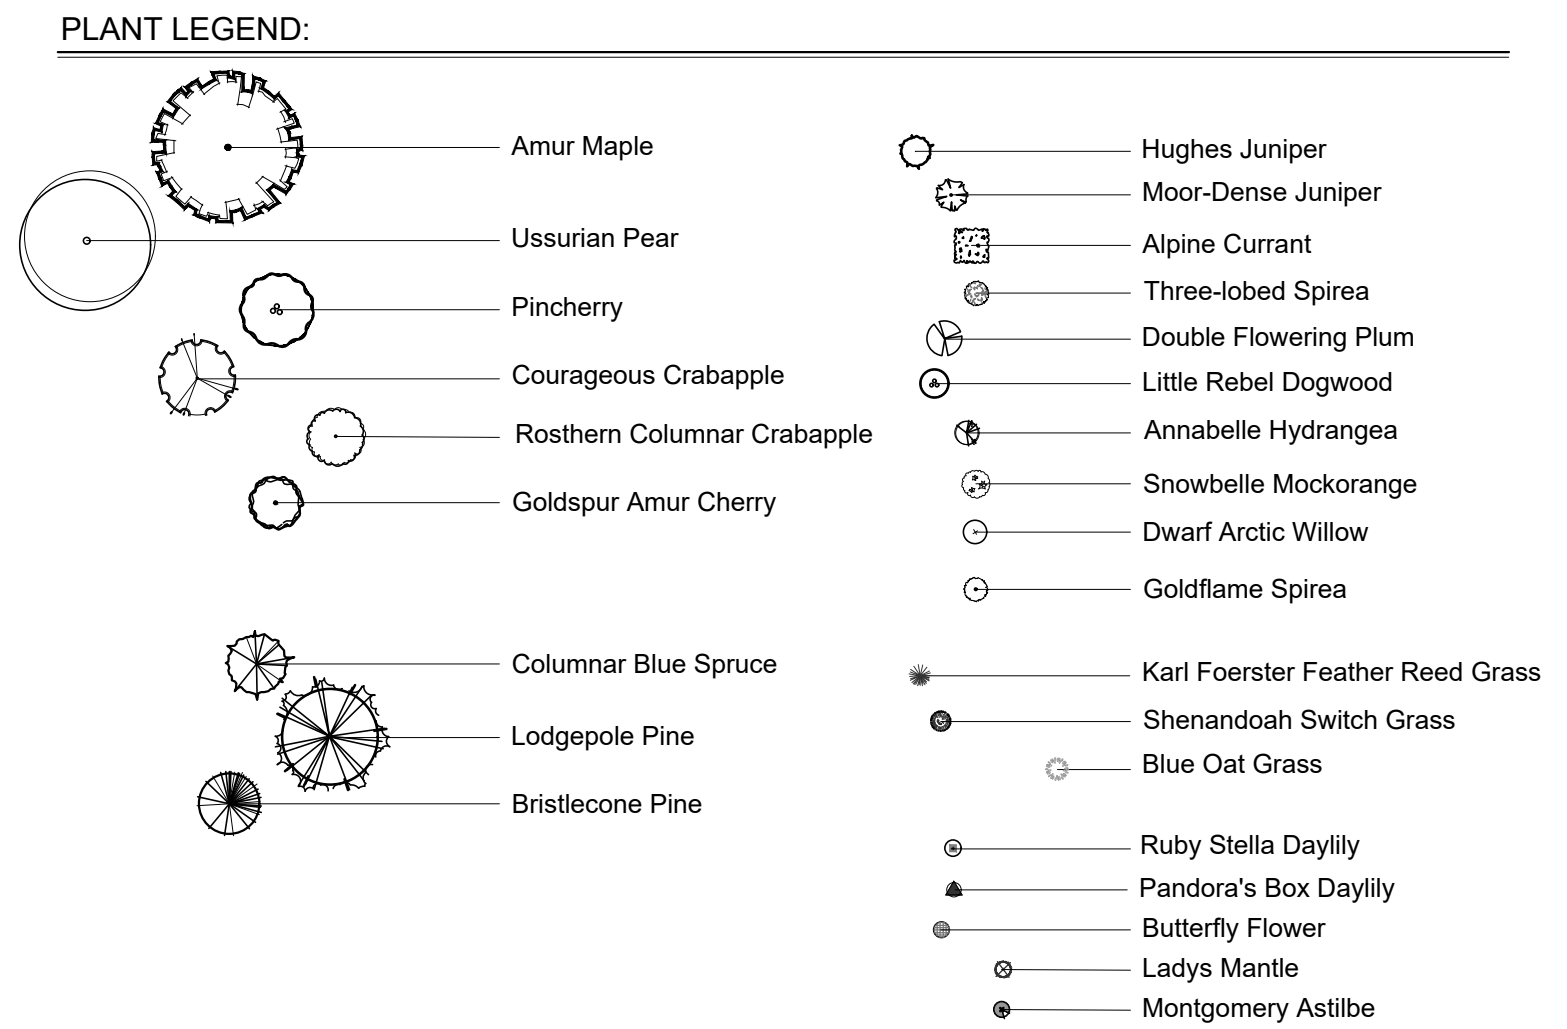 PLANT LEGEND:
Amur Maple
Ussurian Pear
Pincherry
Courageous Crabapple
Rosthern Columnar Crabapple
Goldspur Amur Cherry
Columnar Blue Spruce
Lodgepole Pine
Bristlecone Pine
Hughes Juniper
Moor-Dense Juniper
Alpine Currant
Three-lobed Spirea
Double Flowering Plum
Little Rebel Dogwood
Annabelle Hydrangea
Snowbelle Mockorange
Dwarf Arctic Willow
Goldflame Spirea
Karl Foerster Feather Reed Grass
Shenandoah Switch Grass
Blue Oat Grass
Ruby Stella Daylily
Pandora's Box Daylily
Butterfly Flower
Ladys Mantle
Montgomery Astilbe